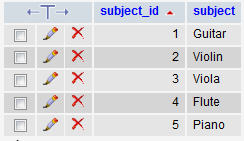 subject_id subject
1 Guitar
2 Violin
3 Viola
4 Flute
5 Piano